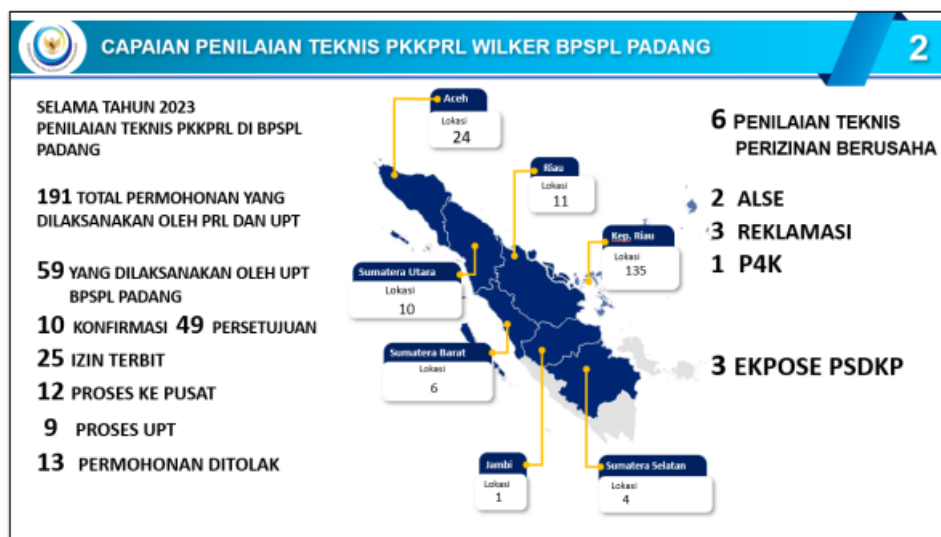 CAPAIAN PENILAIAN TEKNIS PKKPRL WILKER BPSPL PADANG
2
SELAMA TAHUN 2023
PENILAIAN TEKNIS PKKPRL DI BPSPL
PADANG
191 TOTAL PERMOHONAN YANG
DILAKSANAKAN OLEH PRL DAN UPT
59 YANG DILAKSANAKAN OLEH UPT
BPSPL PADANG
10 KONFIRMASI 49 PERSETUJUAN
25 IZIN TERBIT
12 PROSES KE PUSAT
9 PROSES UPT
13 PERMOHONAN DITOLAK
Aceh
Lokasi
24
Riau
Lokasi
11
Kep. Riau
Lokasi
135
Sumatera Utara
Lokasi
10
Sumatera Barat
Lokasi
6
Jambi
Lokasi
1
Sumatera Selatan
Lokasi
4
6 PENILAIAN TEKNIS
PERIZINAN BERUSAHA
2 ALSE
3 REKLAMASI
1 P4K
3 EKPOSE PSDKP